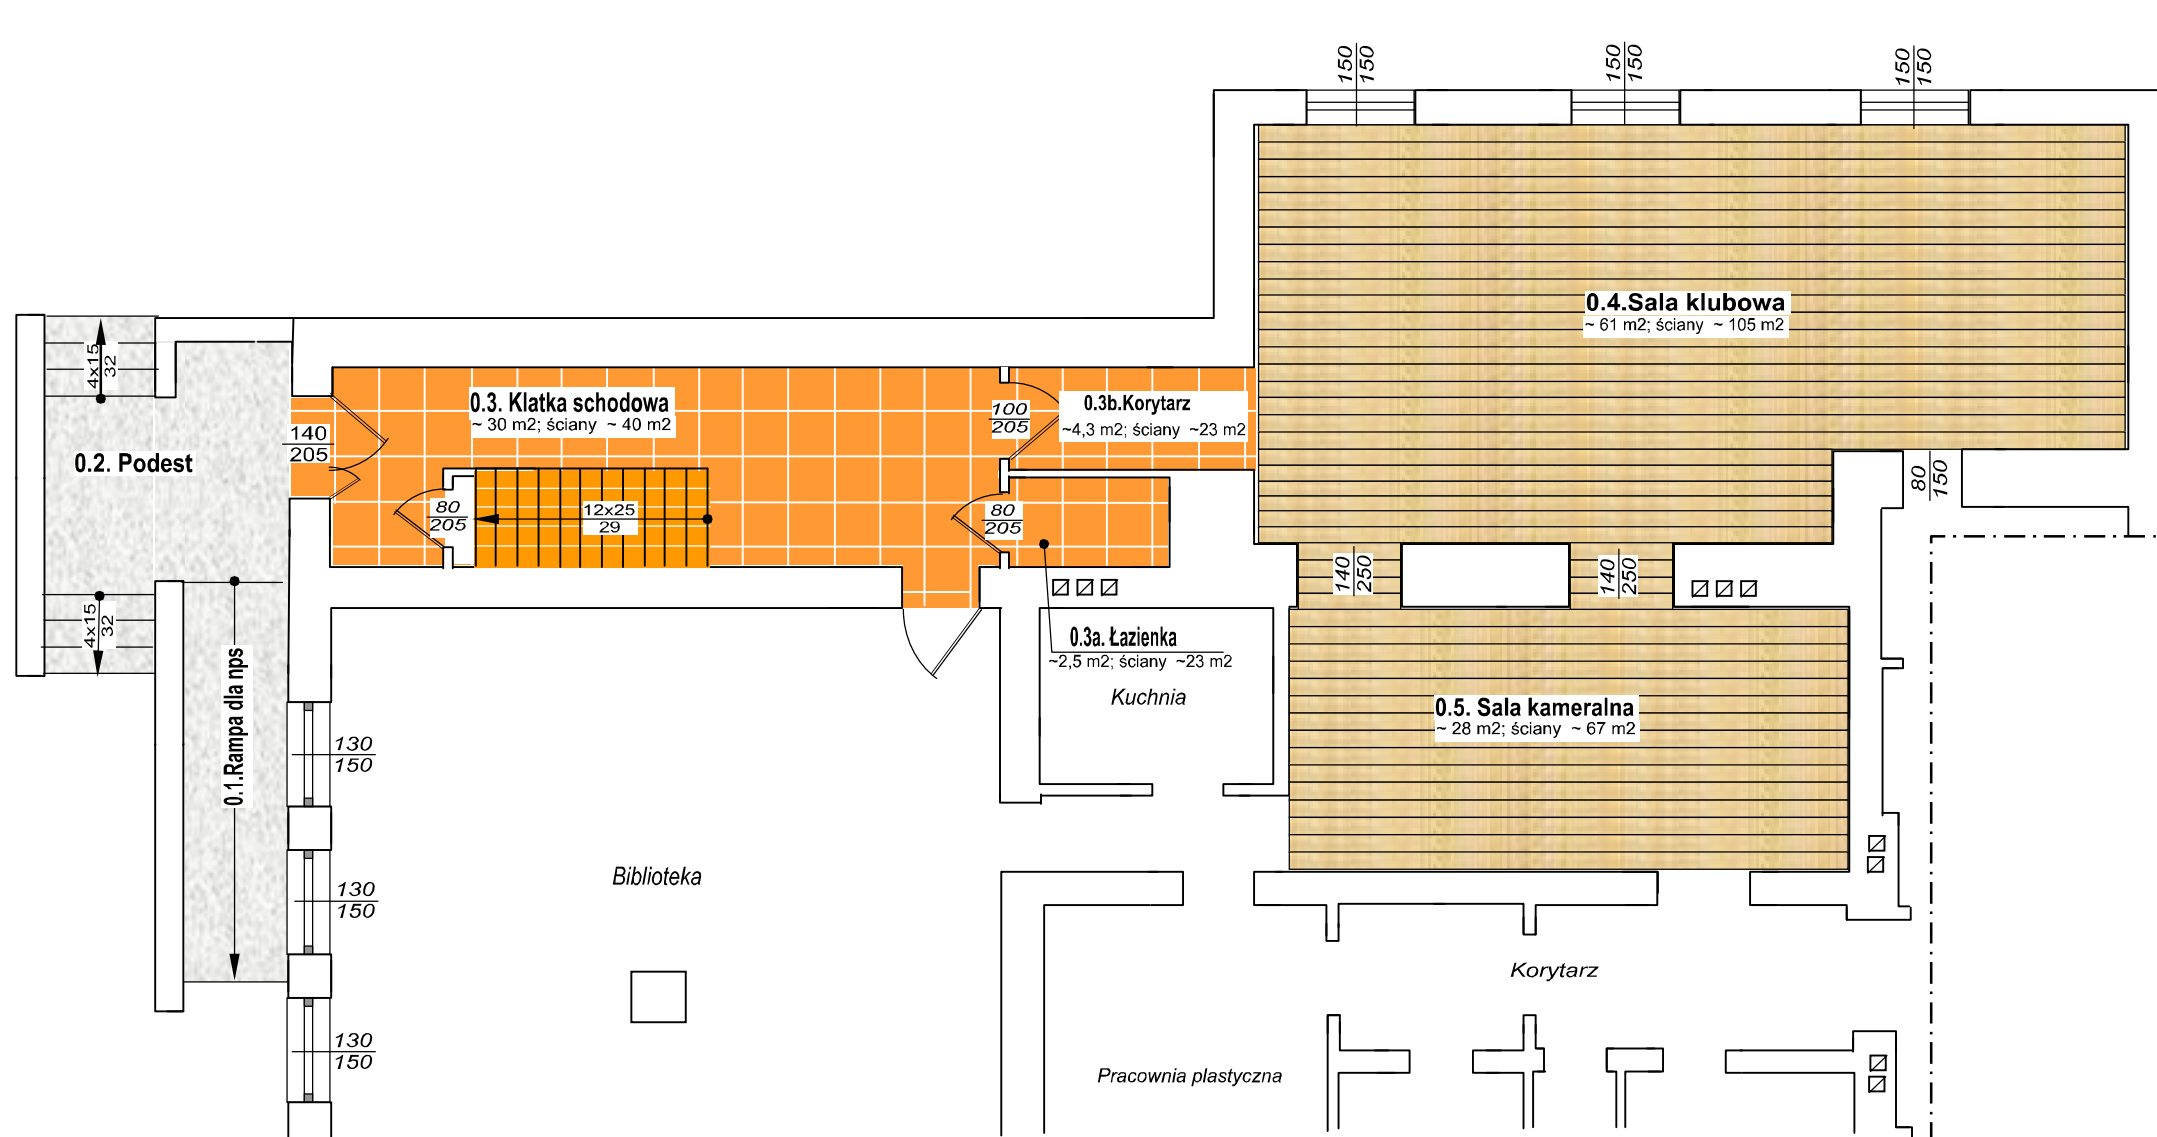 150
150
150
150
150
150
0.4.Sala klubowa
~ 61 m2; ściany ~ 105 m2
4x15
32
0.3. Klatka schodowa
~ 30 m2; ściany ~ 40 m2
100
205
0.3b.Korytarz
~4,3 m2; ściany ~23 m2
140
205
0.2. Podest
80
205
12x25
29
80
205
80
150
140
250
140
250
4x15
32
0.3a. Łazienka
~2,5 m2; ściany ~23 m2
Kuchnia
0.1.Rampa dla nps
0.5. Sala kameralna
~ 28 m2; ściany ~ 67 m2
130
150
Biblioteka
130
150
Korytarz
130
150
Pracownia plastyczna